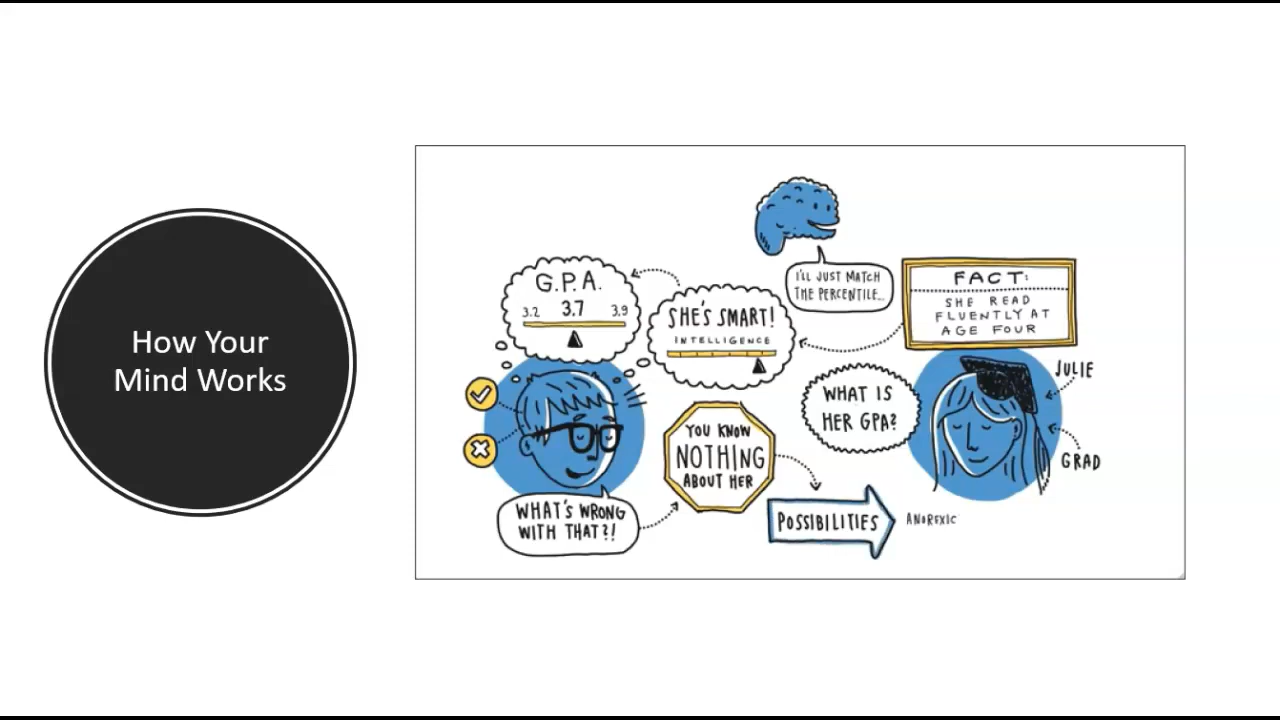 How Your
Mind Works
I'LL JUST MATCH
THE PERCENTILE...
G.P.A.
3.2 3.7 3.9
SHE'S SMART!
INTELLIGENCE
FACT:
SHE READ
FLUENTLY AT
AGE FOUR
JULIE
GRAD
WHAT IS
HER GPA?
YOU KNOW
NOTHING
ABOUT HER
WHAT'S WRONG
WITH THAT?!
POSSIBILITIES
ANOREXIC